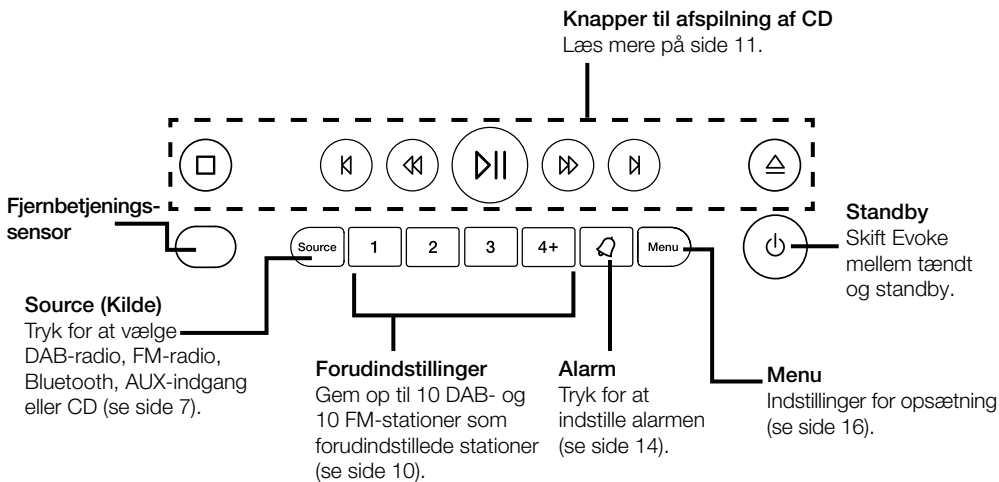 Knapper til afspilning af CD
Læs mere på side 11.
Fjernbetjenings-
sensor
Source
1
2
3
4+
Menu
Standby
Skift Evoke
mellem tændt
og standby.
Source (Kilde)
Tryk for at vælge
DAB-radio, FM-radio,
Bluetooth, AUX-indgang
eller CD (se side 7).
Forudindstillinger
Gem op til 10 DAB- og
10 FM-stationer som
forudindstillede stationer
(se side 10).
Alarm
Tryk for at
indstille alarmen
(se side 14).
Menu
Indstillinger for opsætning
(se side 16).